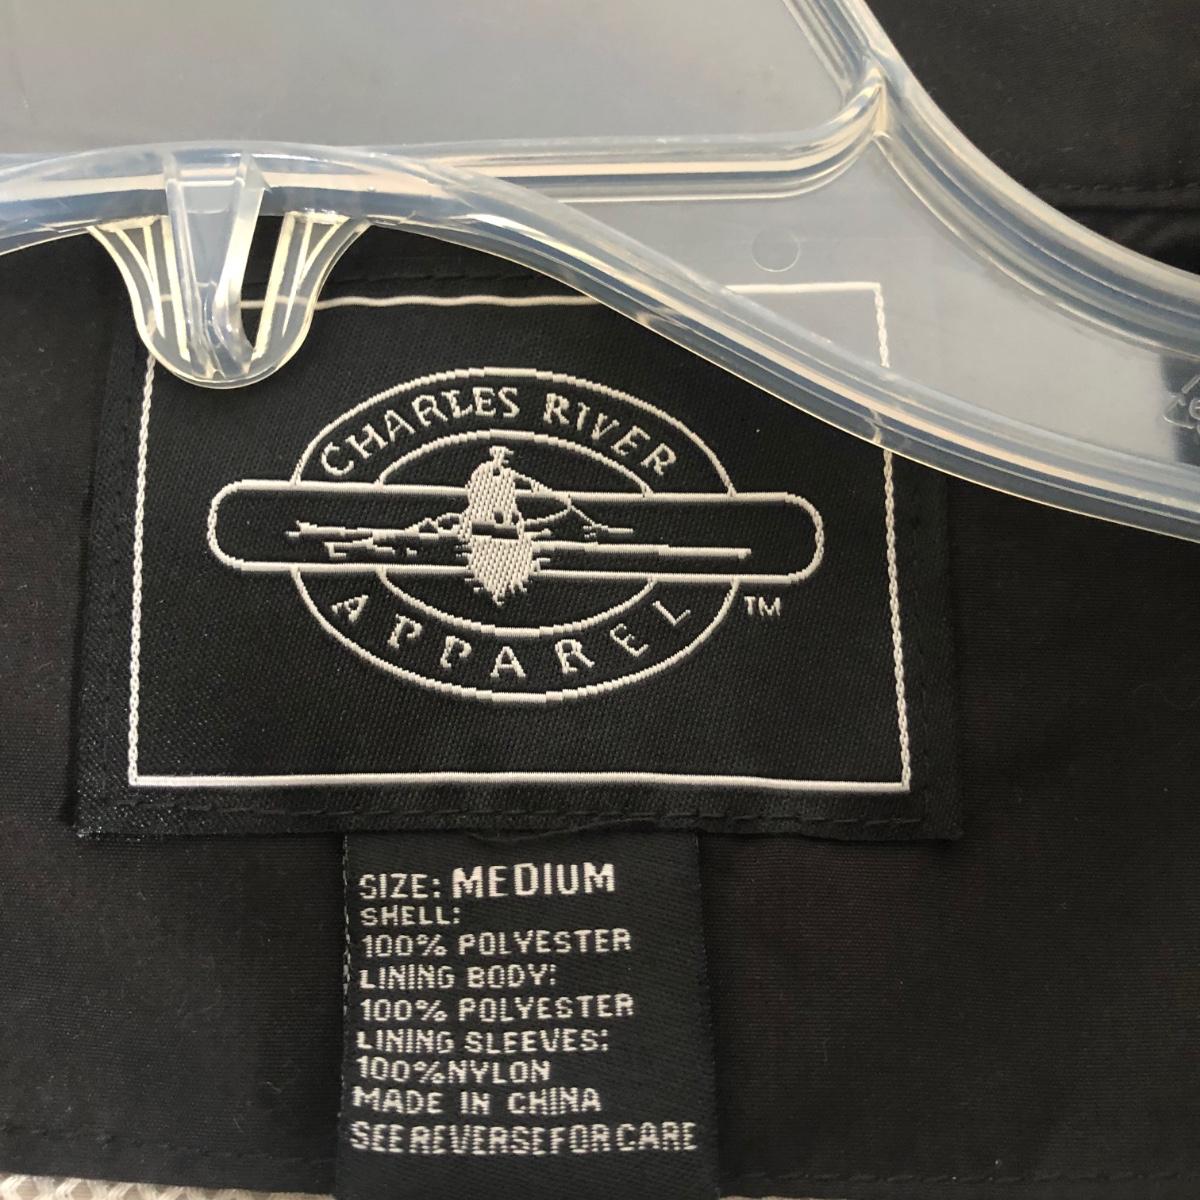 CHARLES RIVER
APPAREL
TM
SIZE: MEDIUM
SHELL:
100% POLYESTER
LINING BODY:
100% POLYESTER
LINING SLEEVES:
100%NYLON
MADE IN CHINA
SEE REVERSE FOR CARE